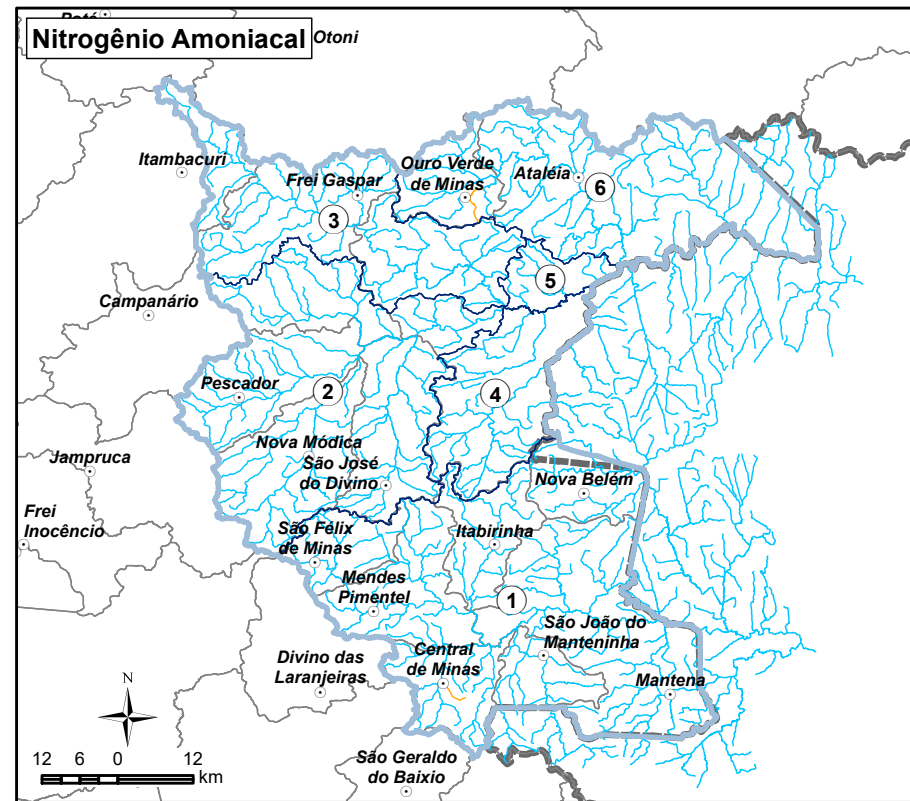 Nitrogênio Amoniacal
Otoni
Itambacuri
Frei Gaspar
Ouro Verde
de Minas
Ataléia
6
3
5
Campanário
Pescador
2
4
Nova Módica
São José
do Divino
Jampruca
Nova Belém
Frei
Inocêncio
São Félix
de Minas
Itabirinha
Mendes
Pimentel
1
São João do
Manteninha
Divino das
Laranjeiras
Central
de Minas
Mantena
N
São Geraldo
do Baixio
12 6 0 12
km